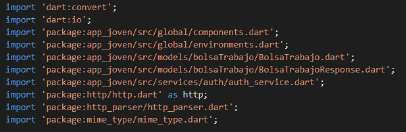 import 'dart:convert';
import 'dart:io';
import 'package:app_joven/src/global/components.dart';
import 'package:app_joven/src/global/environments.dart';
import 'package:app_joven/src/models/bolsaTrabajo/BolsaTrabajo.dart';
import 'package:app_joven/src/models/bolsaTrabajo/BolsaTrabajoResponse.dart';
import 'package:app_joven/src/services/auth/auth_service.dart';
import 'package:http/http.dart' as http;
import 'package:http_parser/http_parser.dart';
import 'package:mime_type/mime_type.dart';